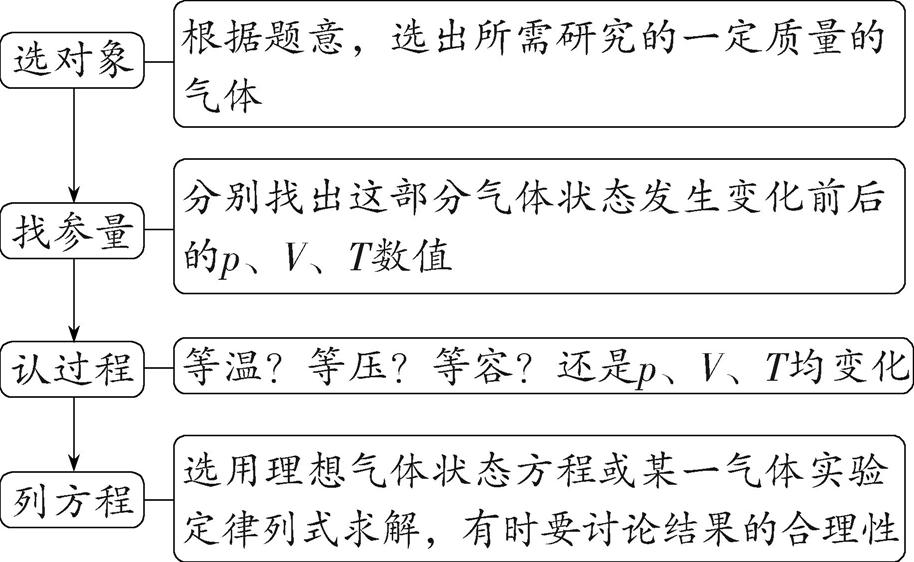 选对象
根据题意，选出所需研究的一定质量的
气体
找参量
分别找出这部分气体状态发生变化前后
的p、V、T数值
认过程
等温？等压？等容？还是p、V、T均变化
列方程
选用理想气体状态方程或某一气体实验
定律列式求解，有时要讨论结果的合理性